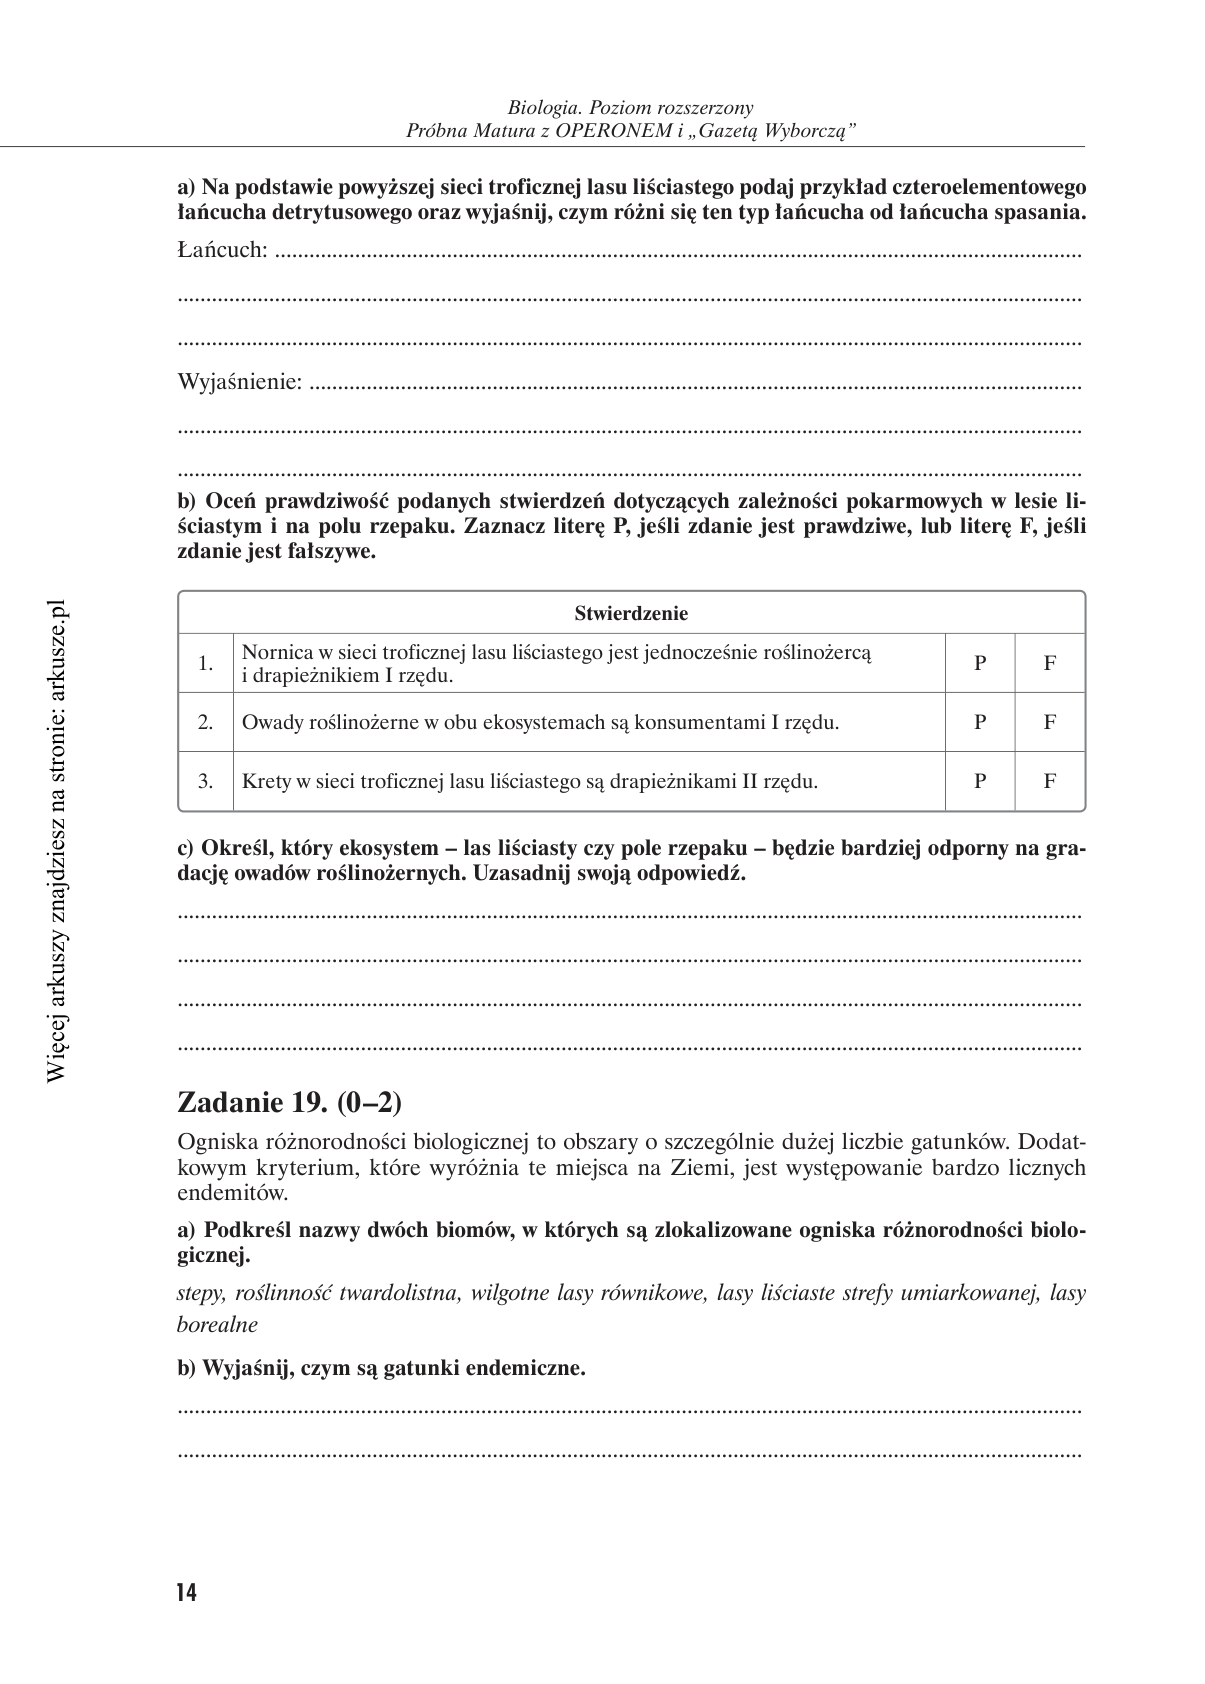 Biologia. Poziom rozszerzony
Próbna Matura z OPERONEM i „Gazetą Wyborczą”
a) Na podstawie powyższej sieci troficznej lasu liściastego podaj przykład czteroelementowego
łańcucha detrytusowego oraz wyjaśnij, czym różni się ten typ łańcucha od łańcucha spasania.
Łańcuch: ........................................................................................................................................
........................................................................................................................................
........................................................................................................................................
Wyjaśnienie: ........................................................................................................................................
........................................................................................................................................
........................................................................................................................................
b) Oceń prawdziwość podanych stwierdzeń dotyczących zależności pokarmowych w lesie li-
ściastym i na polu rzepaku. Zaznacz literę P, jeśli zdanie jest prawdziwe, lub literę F, jeśli
zdanie jest fałszywe.
Stwierdzenie
1. Nornica w sieci troficznej lasu liściastego jest jednocześnie roślinożercą
i drapieżnikiem I rzędu. P F
2. Owady roślinożerne w obu ekosystemach są konsumentami I rzędu. P F
3. Krety w sieci troficznej lasu liściastego są drapieżnikami II rzędu. P F
c) Określ, który ekosystem – las liściasty czy pole rzepaku – będzie bardziej odporny na gra-
dację owadów roślinożernych. Uzasadnij swoją odpowiedź.
........................................................................................................................................
........................................................................................................................................
........................................................................................................................................
........................................................................................................................................
Zadanie 19. (0–2)
Ogniska różnorodności biologicznej to obszary o szczególnie dużej liczbie gatunków. Dodat-
kowym kryterium, które wyróżnia te miejsca na Ziemi, jest występowanie bardzo licznych
endemitów.
a) Podkreśl nazwy dwóch biomów, w których są zlokalizowane ogniska różnorodności biolo-
gicznej.
stepy, roślinność twardolistna, wilgotne lasy równikowe, lasy liściaste strefy umiarkowanej, lasy
borealne
b) Wyjaśnij, czym są gatunki endemiczne.
........................................................................................................................................
........................................................................................................................................
14
Więcej arkuszy znajdziesz na stronie: arkusze.pl